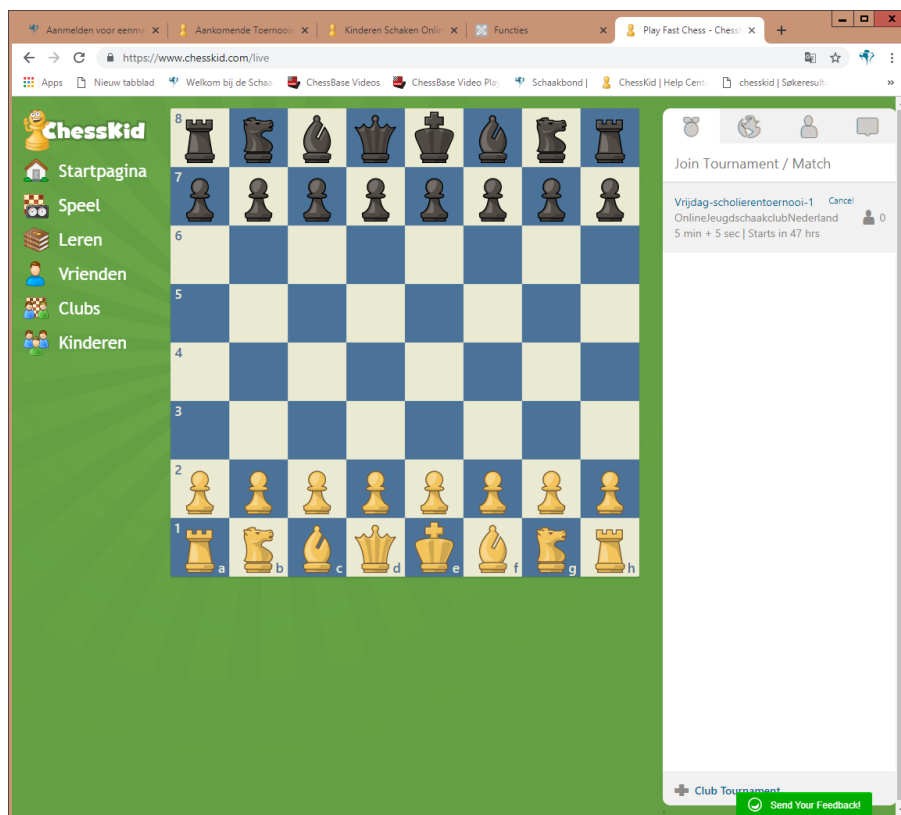 Aanmelden voor eenma
Aankomende Toernooie
Kinderen Schaken Onlin
Functies
Play Fast Chess - Chess
https://www.chesskid.com/live
Apps
Nieuw tabblad
Welkom bij de Schaa
ChessBase Videos
ChessBase Video Play
Schaakbond |
ChessKid | Help Cent
chesskid | Søkeresult
»
ChessKid
Startpagina
Speel
Leren
Vrienden
Clubs
Kinderen
8
7
6
5
4
3
2
1
a b c d e f g h
Join Tournament / Match
Vrijdag-scholierentoernooi-1 Cancel
OnlineJeugdschaakclubNederland 0
5 min + 5 sec | Starts in 47 hrs
Club Tournament
Send Your Feedback!